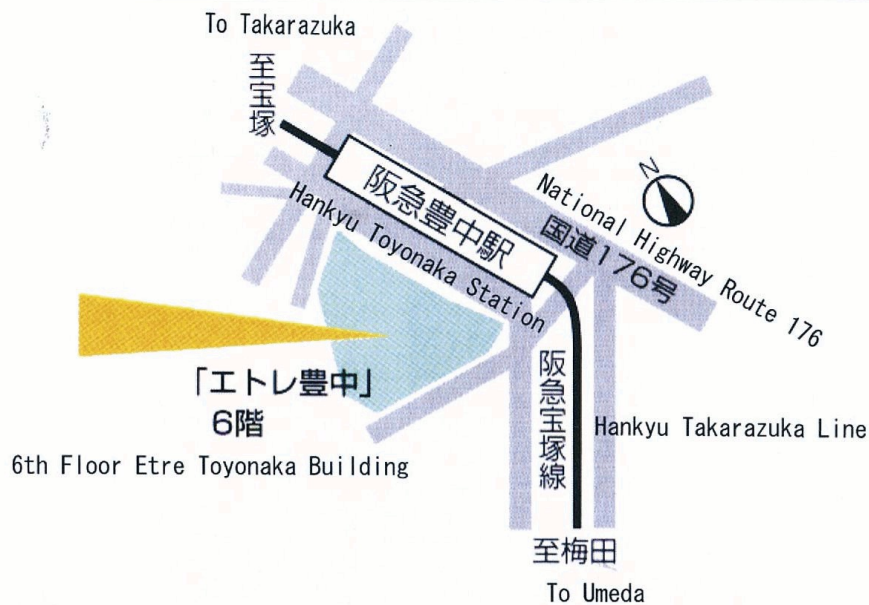 To Takarazuka
至宝塚
阪急豊中駅
Hankyu Toyonaka Station
N
National Highway Route 176
国道176号
「エトレ豊中」
6階
6th Floor Etre Toyonaka Building
阪急宝塚線
Hankyu Takarazuka Line
至梅田
To Umeda